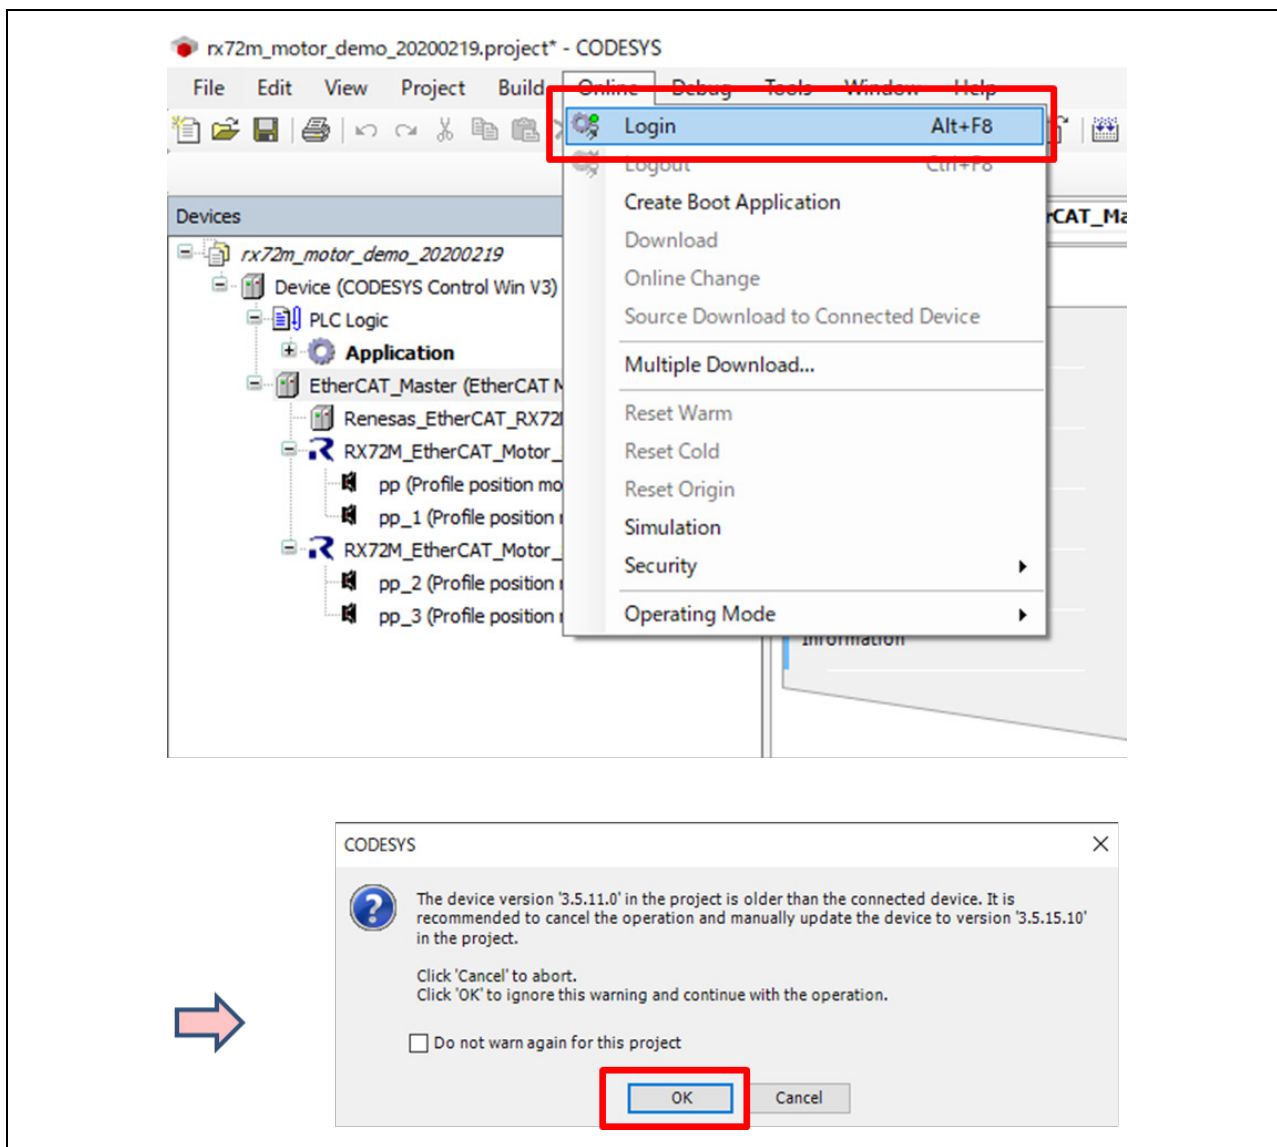 rx72m_motor_demo_20200219.project* - CODESYS
File Edit View Project Build Online Debug Tools Window Help
Login Alt+F8
Logout Ctrl+F8
Create Boot Application
Download
Online Change
Source Download to Connected Device
Multiple Download...
Reset Warm
Reset Cold
Reset Origin
Simulation
Security
Operating Mode
Devices
rx72m_motor_demo_20200219
Device (CODESYS Control Win V3)
PLC Logic
Application
EtherCAT_Master (EtherCAT M
Renesas_EtherCAT_RX72
RX72M_EtherCAT_Motor_
pp (Profile position mo
pp_1 (Profile position
RX72M_EtherCAT_Motor_
pp_2 (Profile position
pp_3 (Profile position
rCAT_Ma
Information
CODESYS
The device version '3.5.11.0' in the project is older than the connected device. It is
recommended to cancel the operation and manually update the device to version '3.5.15.10'
in the project.
Click 'Cancel' to abort.
Click 'OK' to ignore this warning and continue with the operation.
Do not warn again for this project
OK Cancel